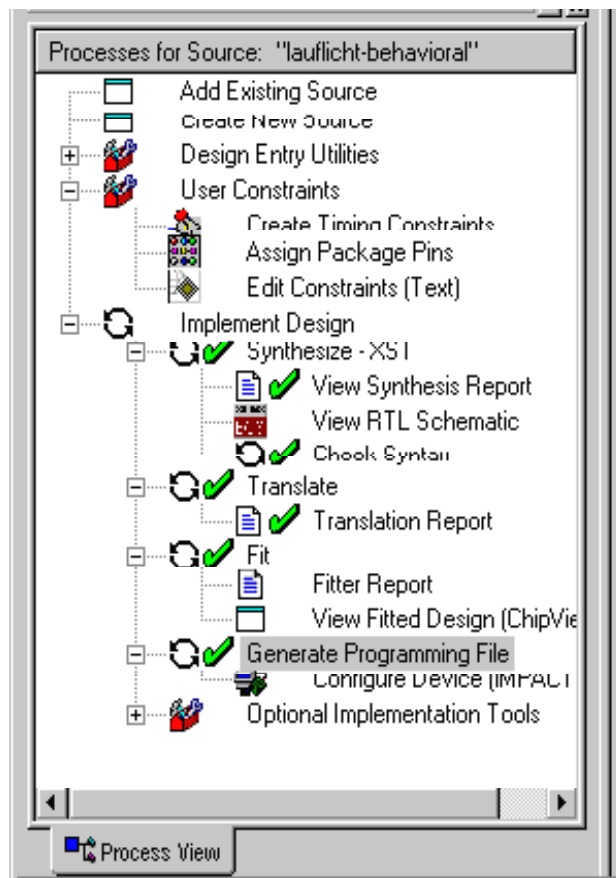 Processes for Source: "lauflicht-behavioral"
Add Existing Source
Create New Source
Design Entry Utilities
User Constraints
Create Timing Constraints
Assign Package Pins
Edit Constraints (Text)
Implement Design
Synthesize - XST
View Synthesis Report
View RTL Schematic
Check Syntax
Translate
Translation Report
Fit
Fitter Report
View Fitted Design (ChipVie
Generate Programming File
Configure Device (iMPACT
Optional Implementation Tools
Process View